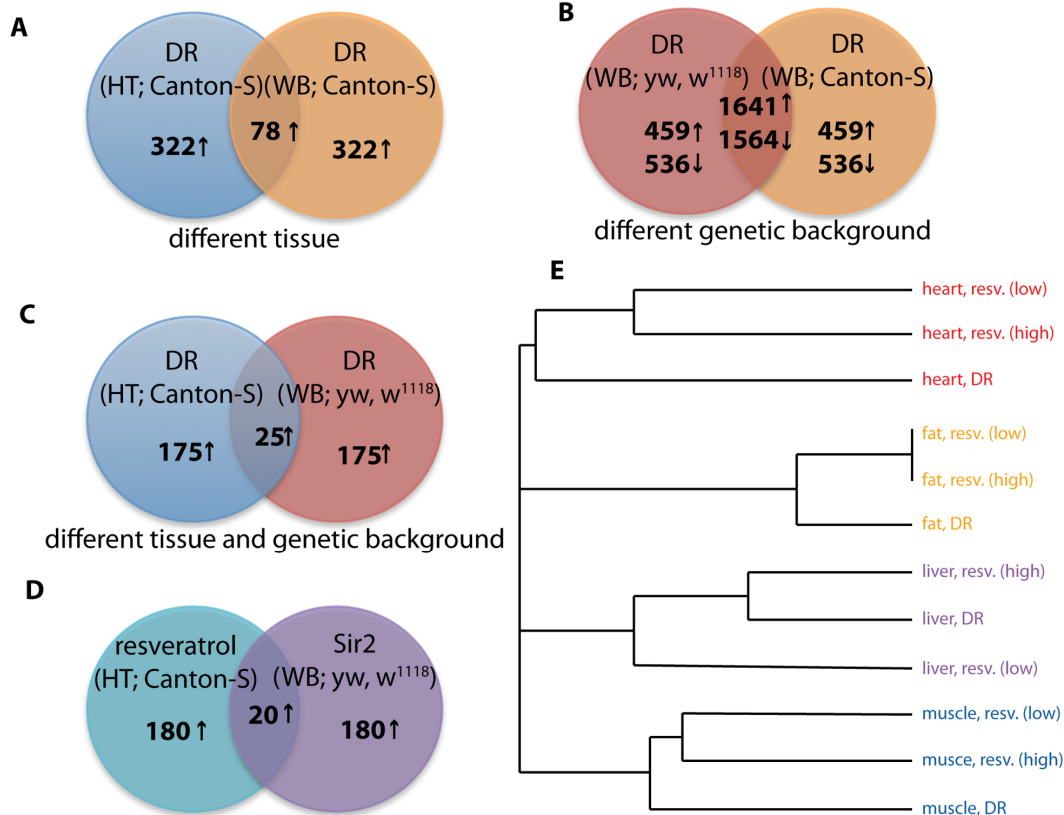 A
DR
(HT; Canton-S)
DR
(WB; Canton-S)
322↑
78 ↑
322↑
different tissue
B
DR
(WB; yw, w1118)
DR
(WB; Canton-S)
1641↑
1564↓
459↑
536↓
459↑
536↓
different genetic background
C
DR
(HT; Canton-S)
DR
(WB; yw, w1118)
175↑
25↑
175↑
different tissue and genetic background
D
resveratrol
(HT; Canton-S)
Sir2
(WB; yw, w1118)
180 ↑
20 ↑
180 ↑
E
heart, resv. (low)
heart, resv. (high)
heart, DR
fat, resv. (low)
fat, resv. (high)
fat, DR
liver, resv. (high)
liver, DR
liver, resv. (low)
muscle, resv. (low)
musce, resv. (high)
muscle, DR